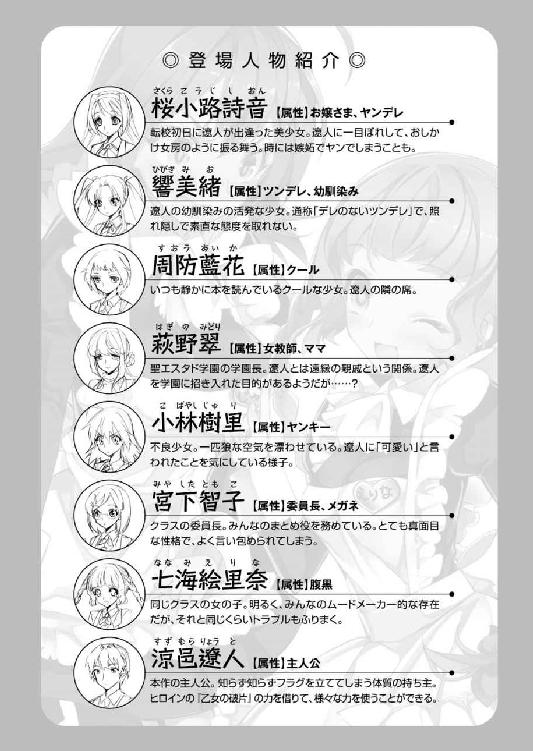 ◎登場人物紹介◎
さくらこうじしおん
桜小路詩音【属性】お嬢さま、ヤンデレ
転校初日に遼人が出逢った美少女。遼人に一目ぼれして、おしか
け女房のように振る舞う。時には嫉妬でヤンでしまうことも。
ひびきみお
響美緒【属性】ツンデレ、幼馴染み
遼人の幼馴染みの活発な少女。通称「デレのないツンデレ」で、照
れ隠しで素直な態度を取れない。
すおうあいか
周防藍花【属性】クール
いつも静かに本を読んでいるクールな少女。遼人の隣の席。
はぎのみどり
萩野翠【属性】女教師、ママ
聖エスタド学園の学園長。遼人とは遠縁の親戚という関係。遼人
を学園に招き入れた目的があるようだが……?
こばやしじゅり
小林樹里【属性】ヤンキー
不良少女。一匹狼な空気を漂わせている。遼人に「可愛い」と言
われたことを気にしている様子。
みやしたともこ
宮下智子【属性】委員長、メガネ
クラスの委員長。みんなのまとめ役を務めている。とても真面目
な性格で、よく言い包められてしまう。
ななみえりな
七海絵里奈【属性】腹黒
同じクラスの女の子。明るく、みんなのムードメーカー的な存在
だが、それと同じくらいトラブルもふりまく。
すずむらりょうと
涼邑遼人【属性】主人公
本作の主人公。知らず知らずフラグを立ててしまう体質の持ち主。
ヒロインの『乙女の破片』の力を借りて、様々な力を使うことができる。
えりな